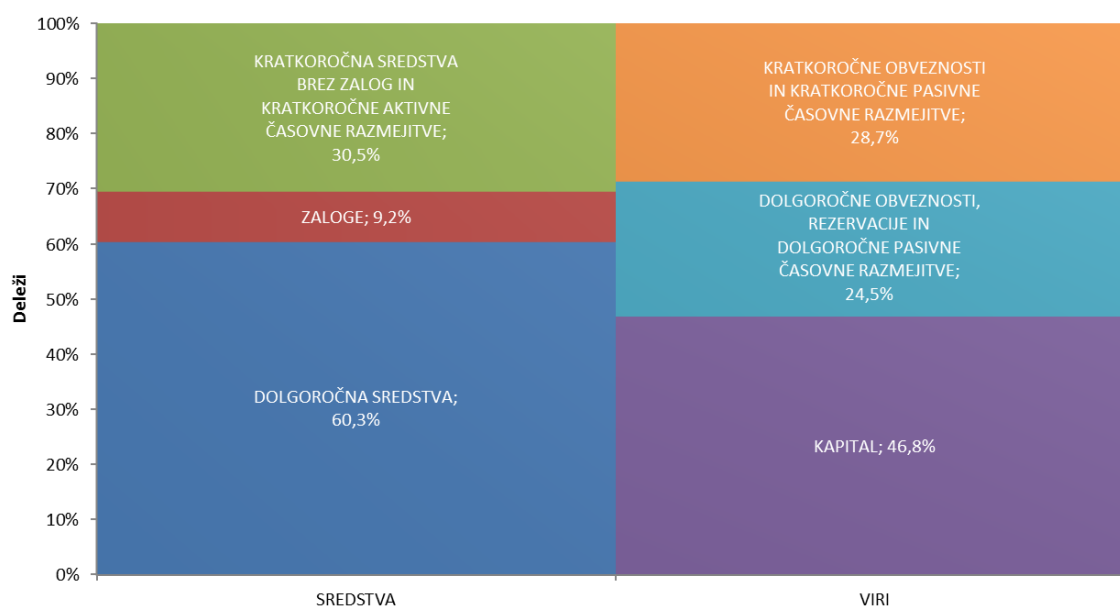 100%
90%
80%
70%
60%
50%
40%
30%
20%
10%
0%
Deleži
KRATKOROČNA SREDSTVA
BREZ ZALOG IN
KRATKOROČNE AKTIVNE
ČASOVNE RAZMEJITVE;
30,5%
ZALOGE; 9,2%
DOLGOROČNA SREDSTVA;
60,3%
KRATKOROČNE OBVEZNOSTI
IN KRATKOROČNE PASIVNE
ČASOVNE RAZMEJITVE;
28,7%
DOLGOROČNE OBVEZNOSTI,
REZERVACIJE IN
DOLGOROČNE PASIVNE
ČASOVNE RAZMEJITVE;
24,5%
KAPITAL; 46,8%
SREDSTVA
VIRI